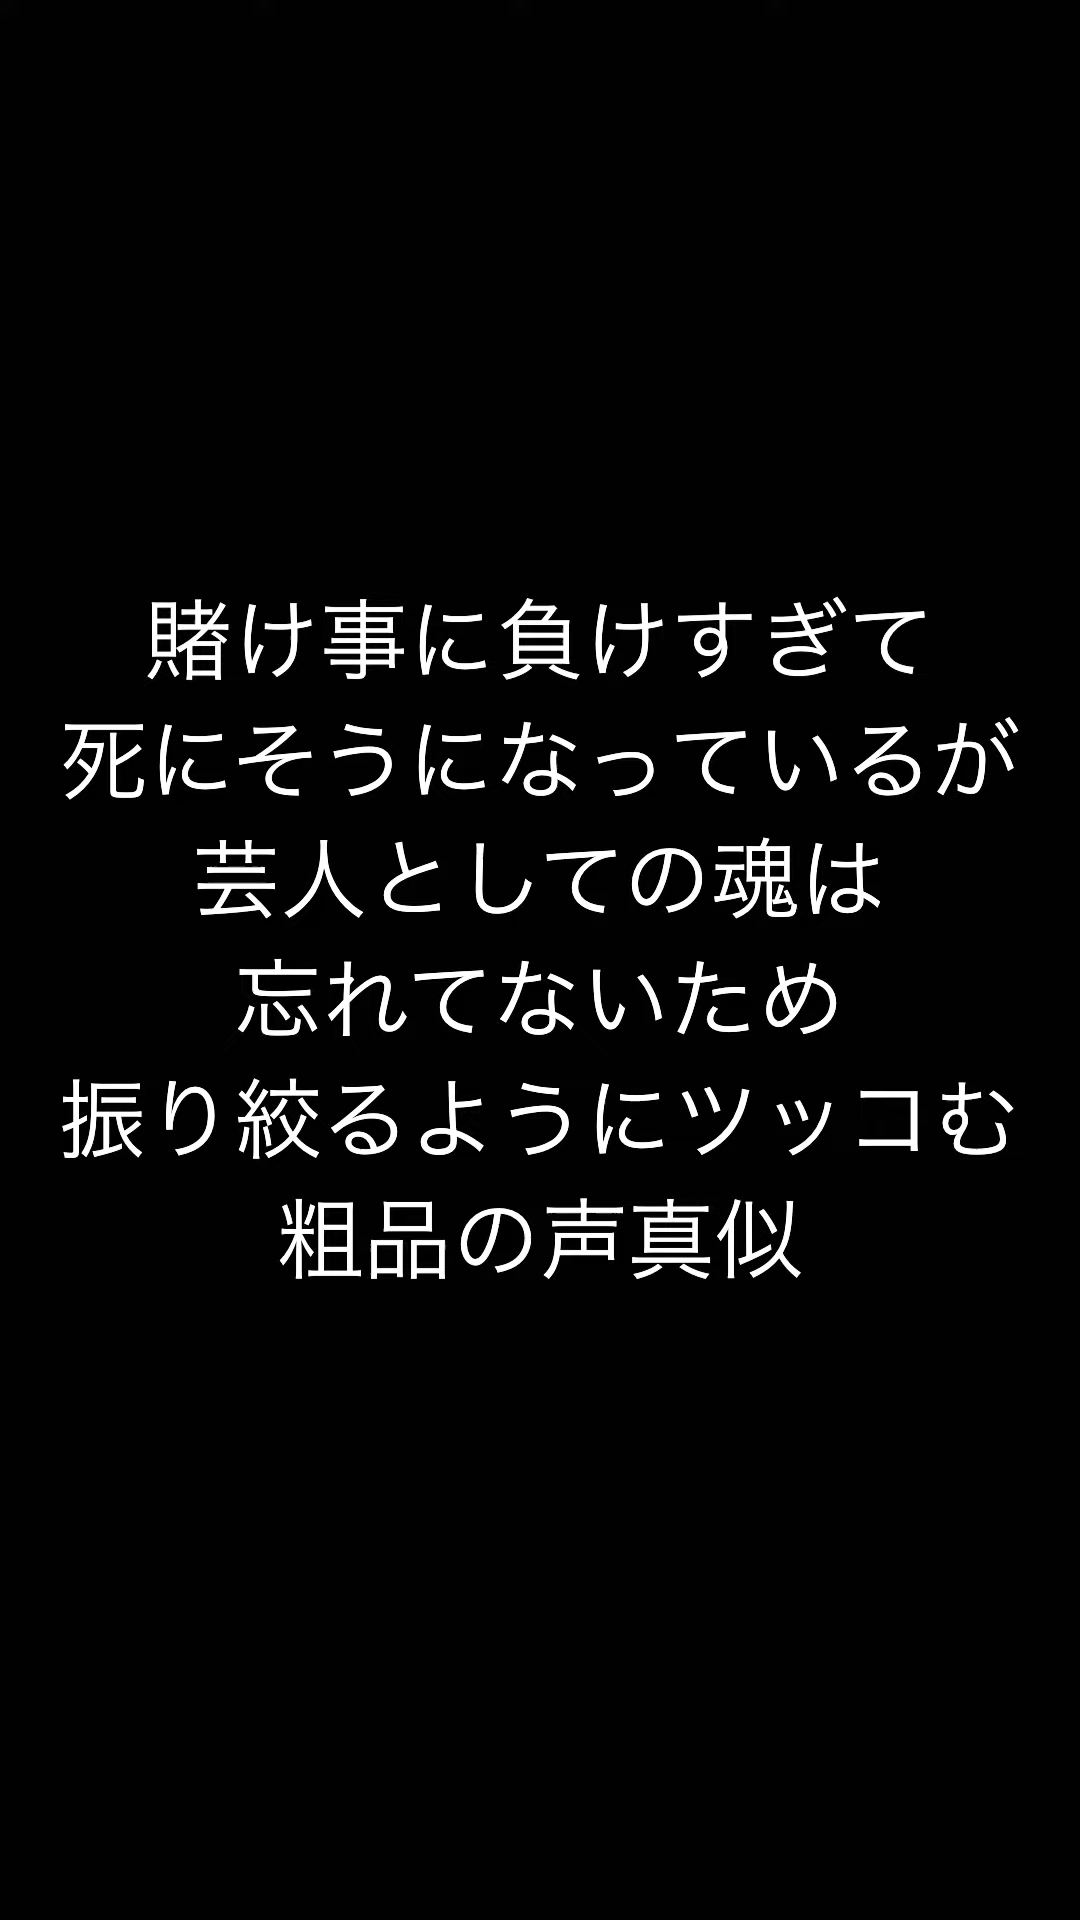 賭け事に負けすぎて
死にそうになっているが
芸人としての魂は
忘れてないため
振り絞るようにツッコむ
粗品の声真似